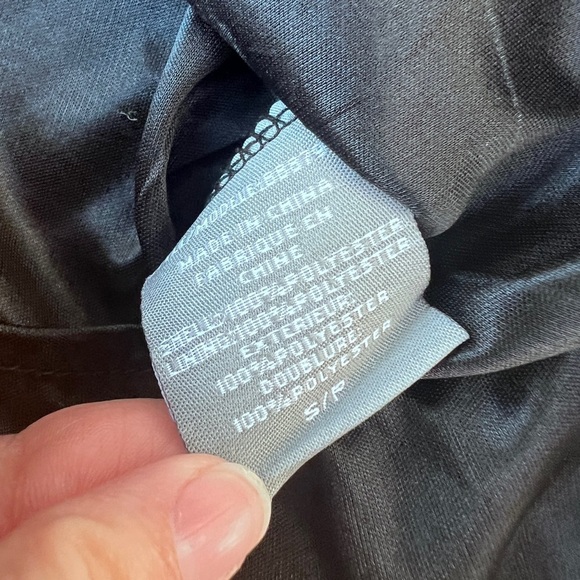 MADE IN CHINA
FABRIQUE EN
CHINE
SHELL:100%POLYESTER
LINING:100%POLYESTER
EXTERIEUR:
100%POLYESTER
DOUBLURE:
100%POLYESTER
S/P